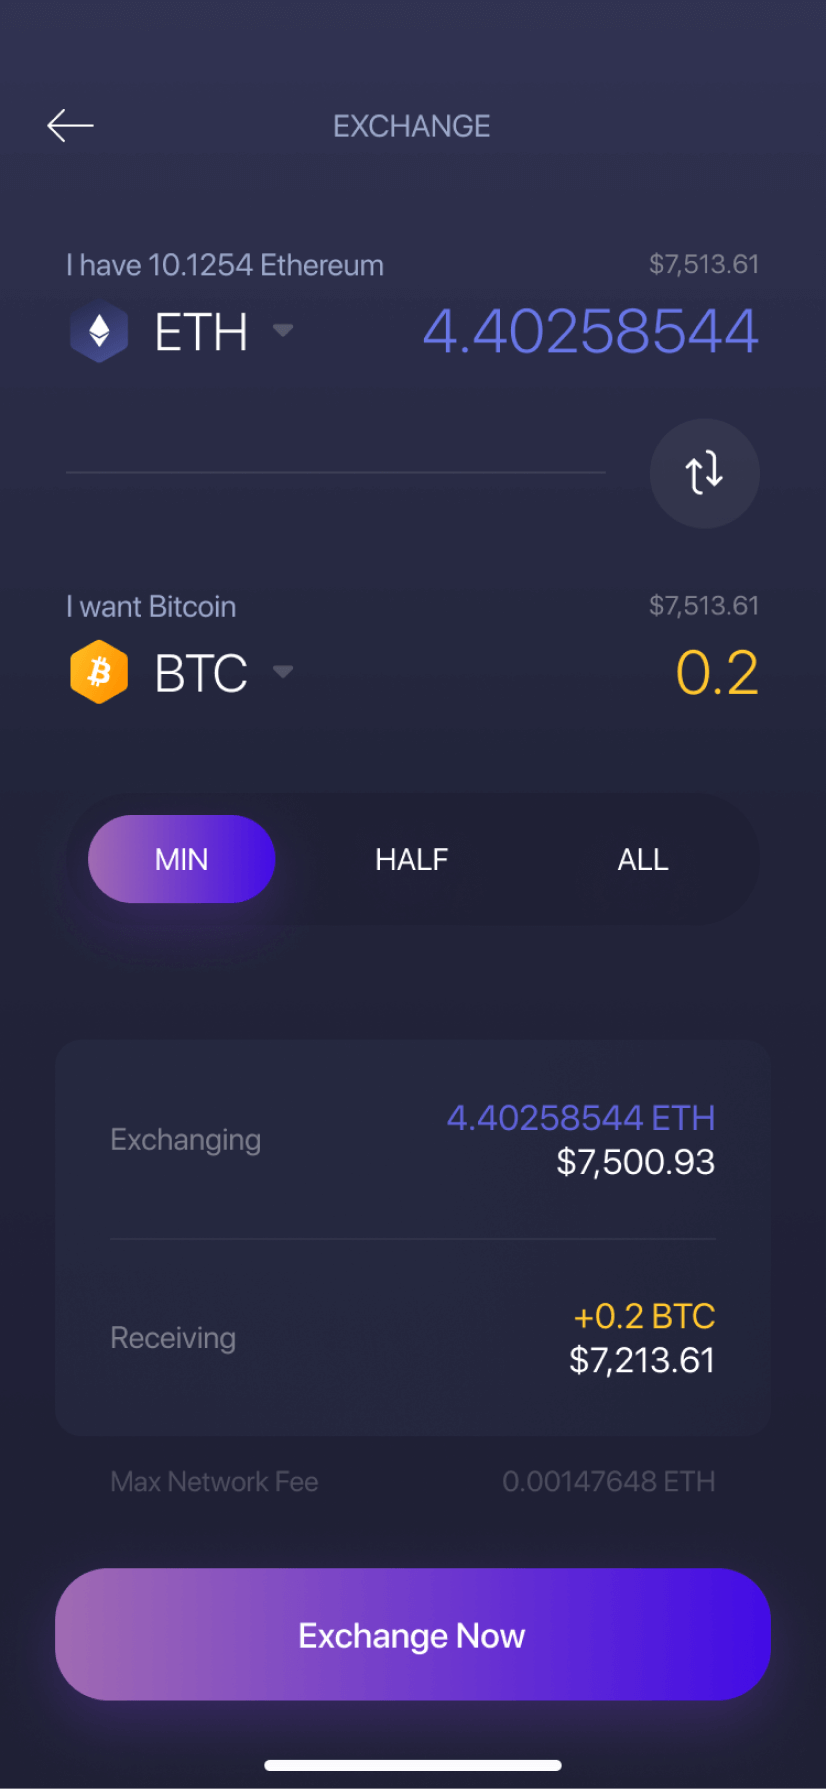 EXCHANGE
I have 10.1254 Ethereum $7,513.61
ETH 4.40258544
I want Bitcoin $7,513.61
BTC 0.2
MIN HALF ALL
4.40258544 ETH
Exchanging
$7,500.93
+0.2 BTC
Receiving
$7,213.61
Max Network Fee 0.00147648 ETH
Exchange Now